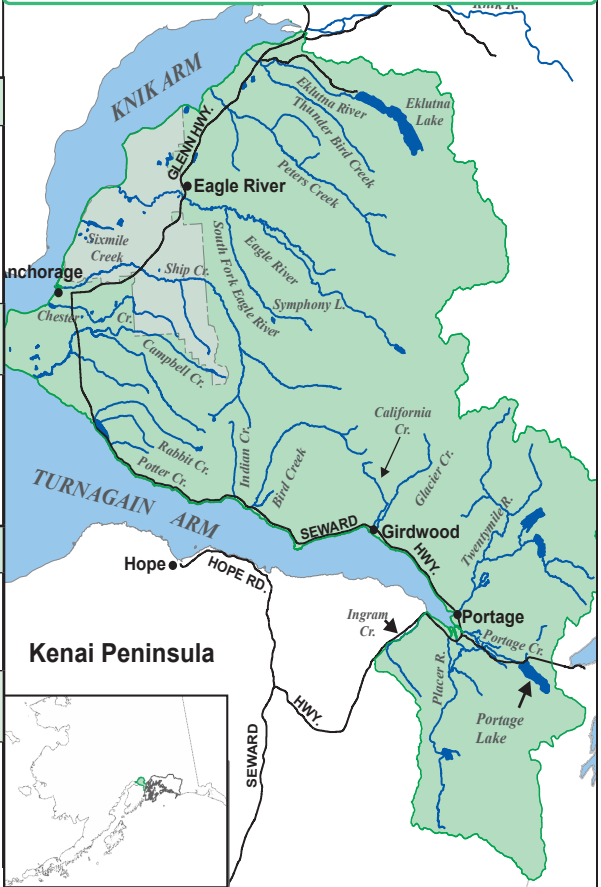 Knik R.
KNIK ARM
GLENN HWY.
Eklutna River
Eklutna
Lake
Thunder Bird Creek
Peters Creek
Eagle River
Sixmile
Creek
South Fork Eagle River
Eagle River
Anchorage
Ship Cr.
Symphony L.
Chester Cr.
Campbell Cr.
California
Cr.
Rabbit Cr.
Potter Cr.
Indian Cr.
Bird Creek
Glacier Cr.
Twentymile R.
TURNAGAIN ARM
SEWARD HWY.
Girdwood
Hope
HOPE RD.
Ingram
Cr.
Portage
Portage Cr.
Kenai Peninsula
Placer R.
Portage
Lake
SEWARD HWY.